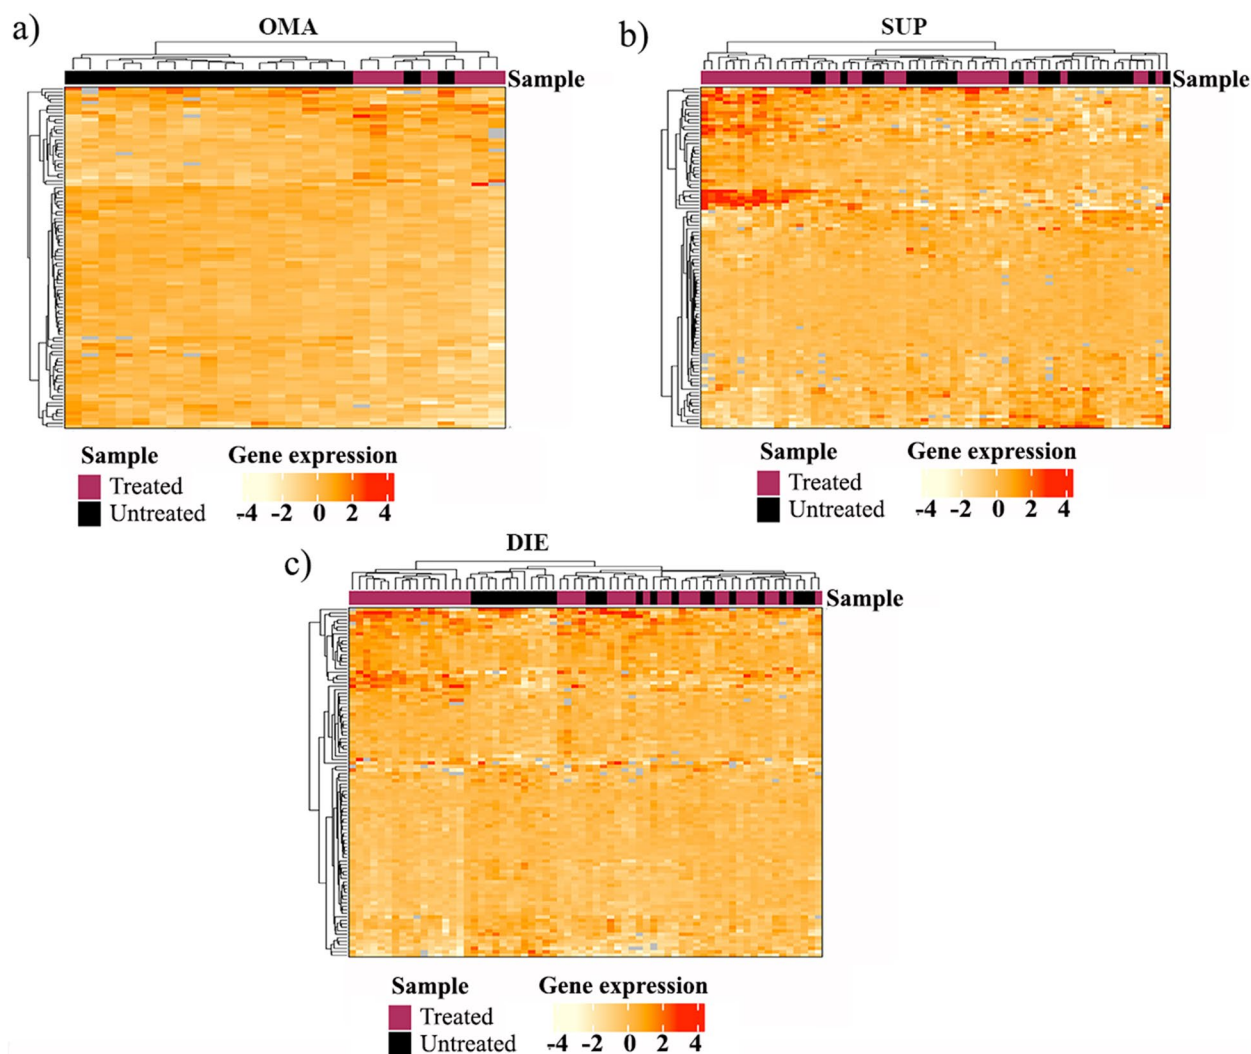 a)
OMA
Sample
Sample
Gene expression
Treated
Untreated
-4 -2 0 2 4
b)
SUP
Sample
Sample
Gene expression
Treated
Untreated
-4 -2 0 2 4
c)
DIE
Sample
Sample
Gene expression
Treated
Untreated
-4 -2 0 2 4